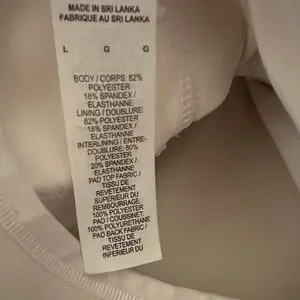 MADE IN SRI LANKA
FABRIQUE AU SRI LANKA
L G G
BODY / CORPS: 82%
POLYESTER
18% SPANDEX /
ELASTHANNE
LINING / DOUBLURE:
82% POLYESTER
18% SPANDEX /
ELASTHANNE
INTERLINING / ENTRE-
DOUBLURE: 80%
POLYESTER
20% SPANDEX /
ELASTHANNE
PAD TOP FABRIC /
TISSU DE
REVÊTEMENT
SUPERIEUR DU
REMBOURRAGE:
100% POLYESTER
PAD / COUSSINET:
100% POLYURETHANE
PAD BACK FABRIC /
TISSU DE
REVÊTEMENT
INFERIEUR DU